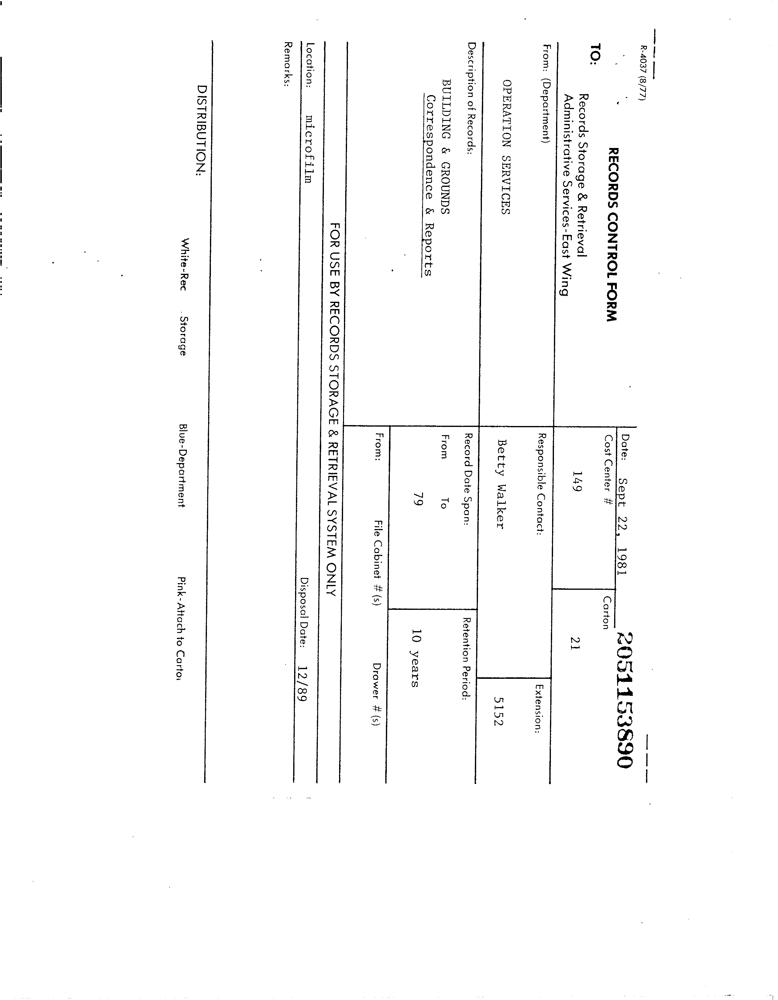 R-4037 (8/77)
RECORDS CONTROL FORM
Date: Sept 22, 1981
2051153890
TO: Records Storage & Retrieval
Administrative Services-East Wing
Cost Center #
149
Carton
21
From: (Department)
OPERATION SERVICES
Responsible Contact:
Betty Walker
Extension:
5152
Description of Records:
BUILDING & GROUNDS
Correspondence & Reports
Record Date Span:
From To
79
Retention Period:
10 years
From: File Cabinet # (s) Drawer # (s)
FOR USE BY RECORDS STORAGE & RETRIEVAL SYSTEM ONLY
Location: microfilm
Disposal Date: 12/89
Remarks:
DISTRIBUTION:
White-Rec Storage Blue-Department Pink-Attach to Carton